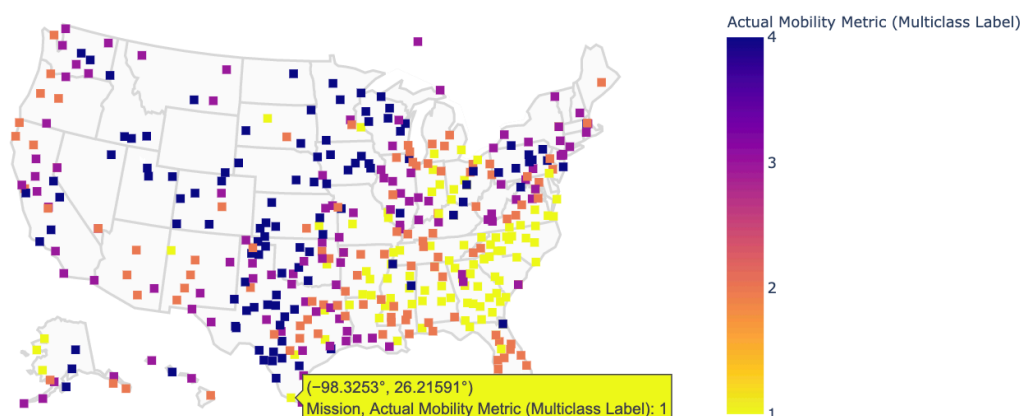 Actual Mobility Metric (Multiclass Label)
4
3
2
1
(−98.3253°, 26.21591°)
Mission, Actual Mobility Metric (Multiclass Label): 1